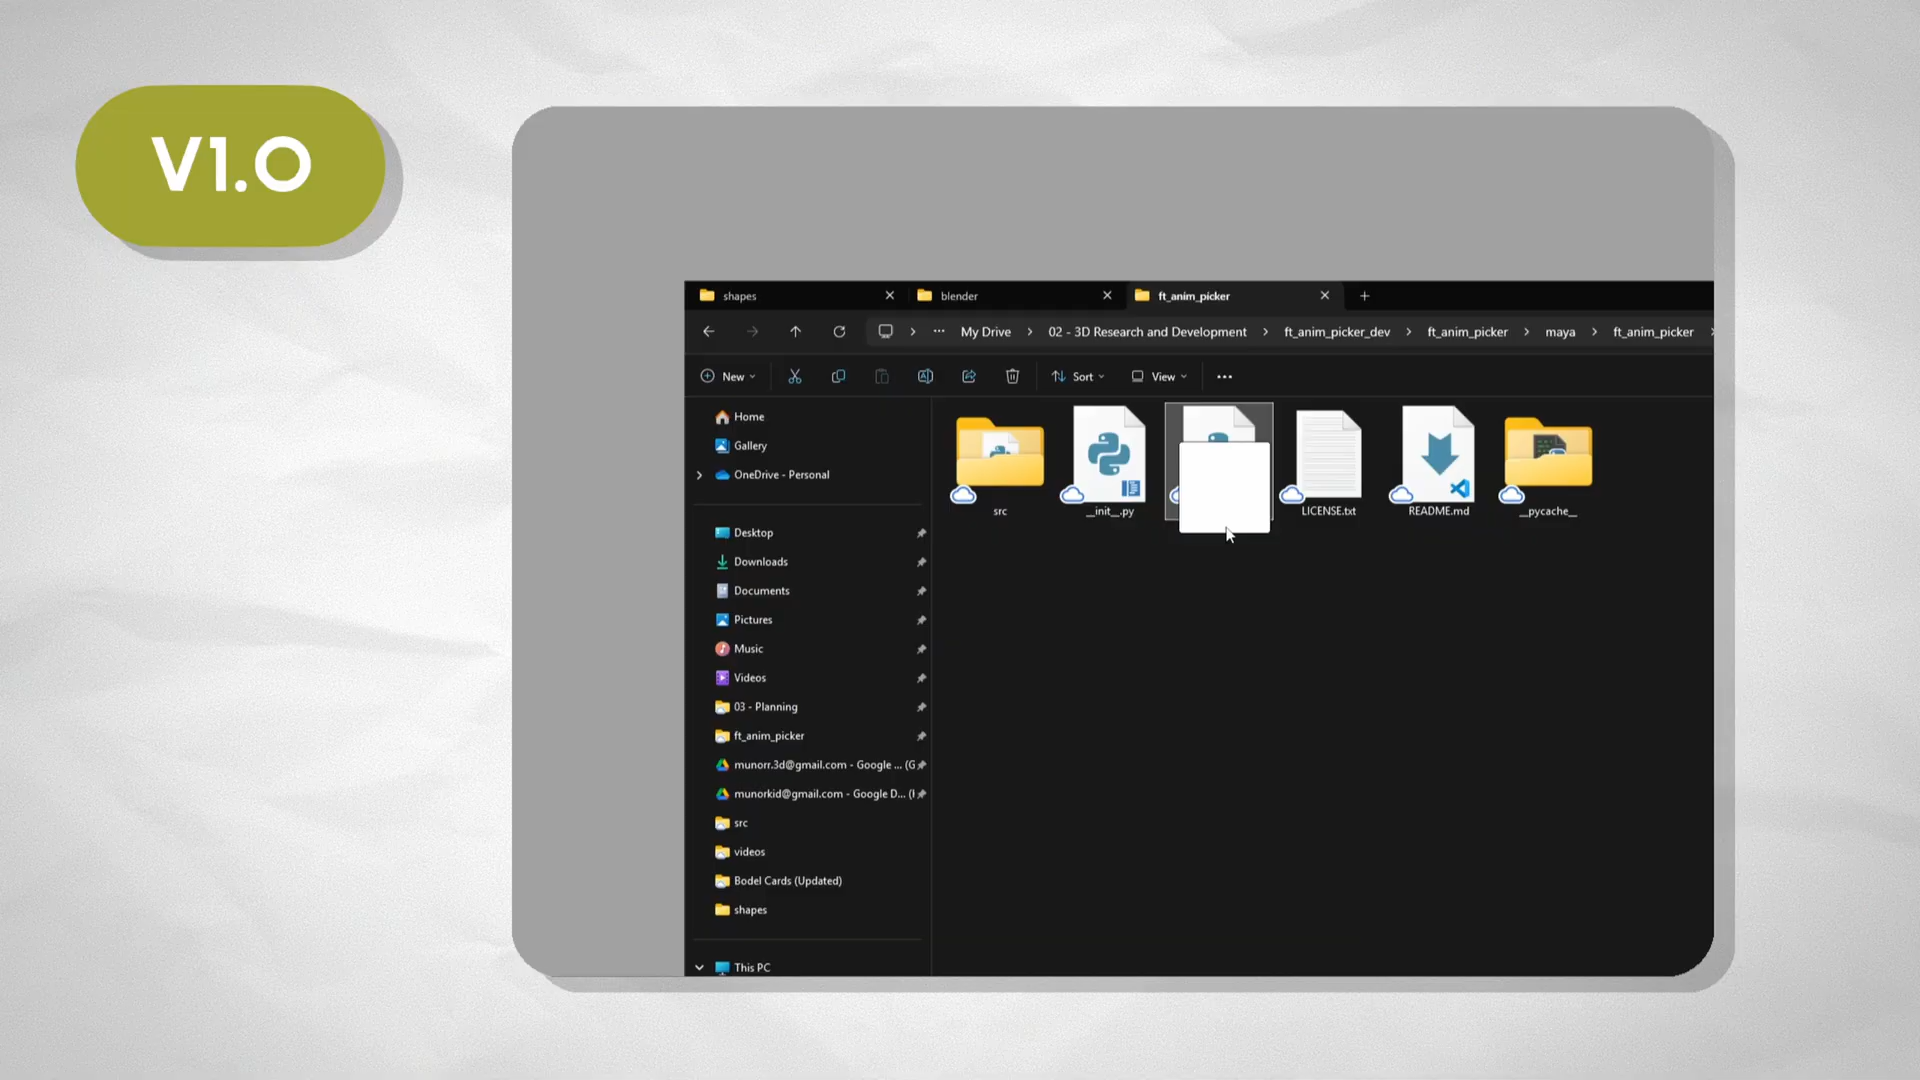 V1.0
shapes
blender
ft_anim_picker
My Drive > 02 - 3D Research and Development > ft_anim_picker_dev > ft_anim_picker > maya > ft_anim_picker >
New
Sort
View
Home
Gallery
OneDrive - Personal
Desktop
Downloads
Documents
Pictures
Music
Videos
03 - Planning
ft_anim_picker
munorr.3d@gmail.com - Google ... (G
munorkid@gmail.com - Google D... (
src
videos
Bodel Cards (Updated)
shapes
This PC
src
__init__.py
LICENSE.txt
README.md
__pycache__